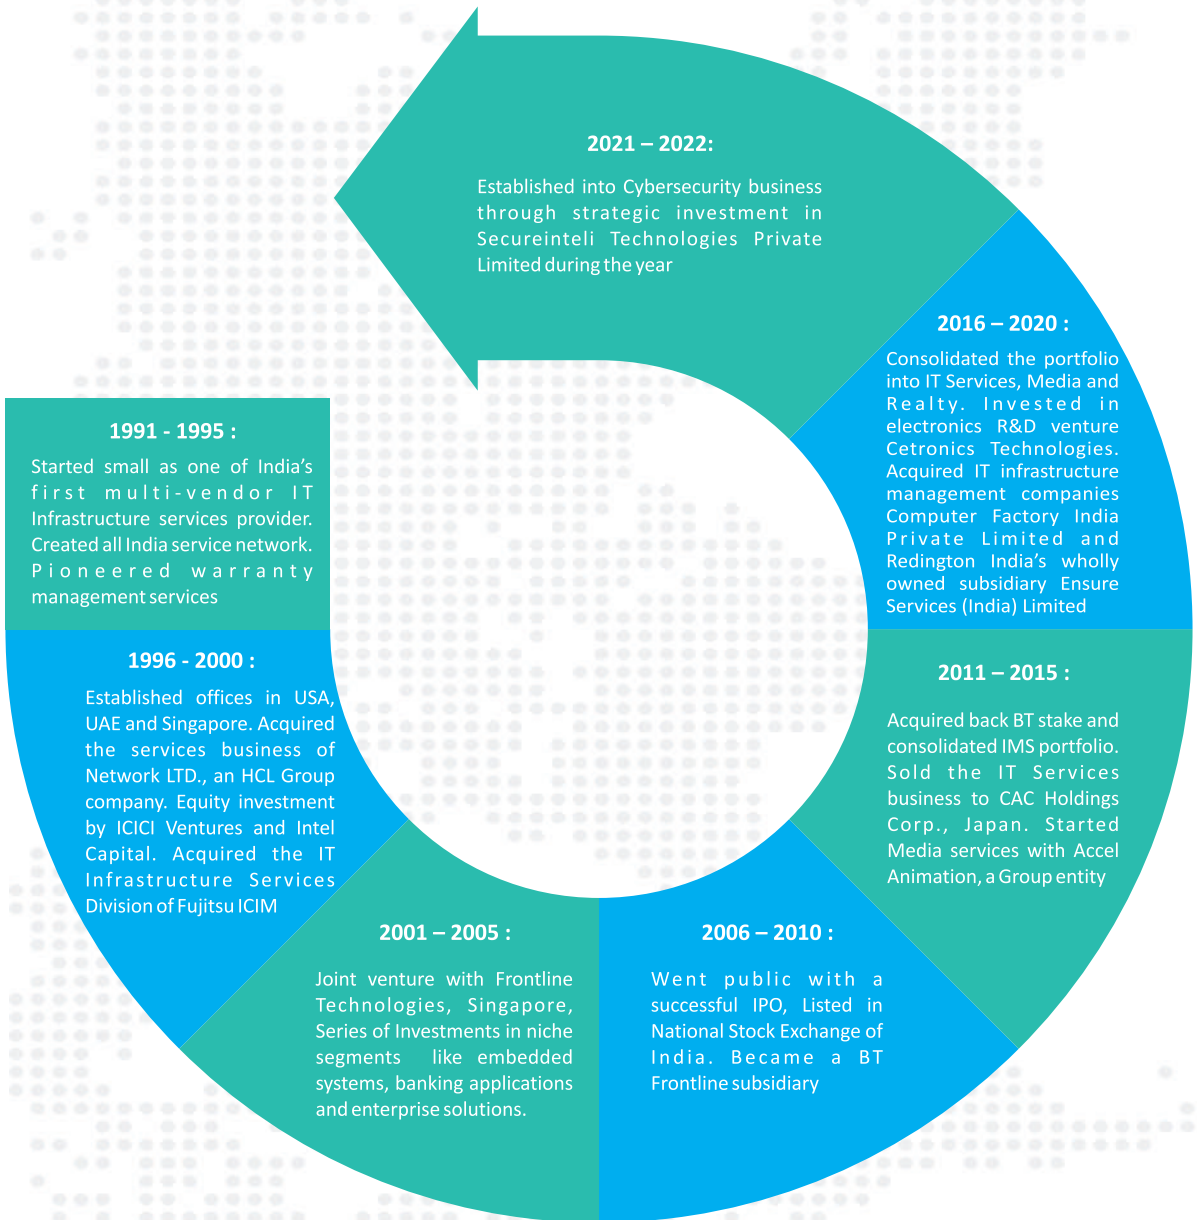 1991 - 1995 :
Started small as one of India’s
first multi-vendor IT
Infrastructure services provider.
Created all India service network.
Pioneered warranty
management services
1996 - 2000 :
Established offices in USA,
UAE and Singapore. Acquired
the services business of
Network LTD., an HCL Group
company. Equity investment
by ICICI Ventures and Intel
Capital. Acquired the IT
Infrastructure Services
Division of Fujitsu ICIM
2001 – 2005 :
Joint venture with Frontline
Technologies, Singapore,
Series of Investments in niche
segments like embedded
systems, banking applications
and enterprise solutions.
2006 – 2010 :
Went public with a
successful IPO, Listed in
National Stock Exchange of
India. Became a BT
Frontline subsidiary
2011 – 2015 :
Acquired back BT stake and
consolidated IMS portfolio.
Sold the IT Services
business to CAC Holdings
Corp., Japan. Started
Media services with Accel
Animation, a Group entity
2016 – 2020 :
Consolidated the portfolio
into IT Services, Media and
Realty. Invested in
electronics R&D venture
Cetronics Technologies.
Acquired IT infrastructure
management companies
Computer Factory India
Private Limited and
Redington India’s wholly
owned subsidiary Ensure
Services (India) Limited
2021 – 2022:
Established into Cybersecurity business
through strategic investment in
Secureinteli Technologies Private
Limited during the year